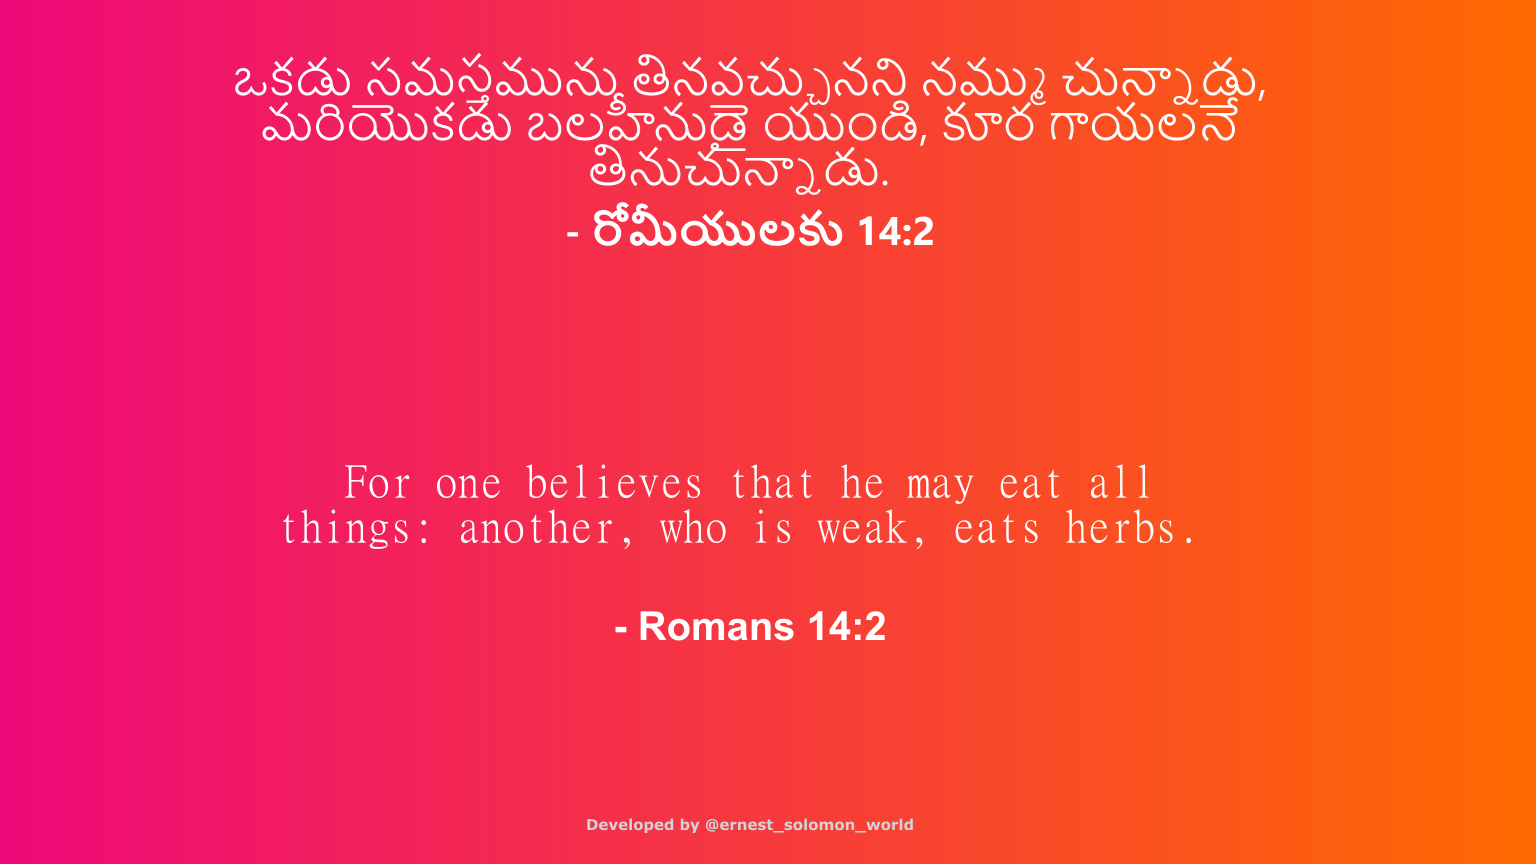 ఒకడు సమస్తమును తినవచ్చునని నమ్ము చున్నాడు,
మరియొకడు బలహీనుడై యుండి, కూర గాయలనే
తినుచున్నాడు.
- రోమీయులకు 14:2
For one believes that he may eat all
things: another, who is weak, eats herbs.
- Romans 14:2
Developed by @ernest_solomon_world